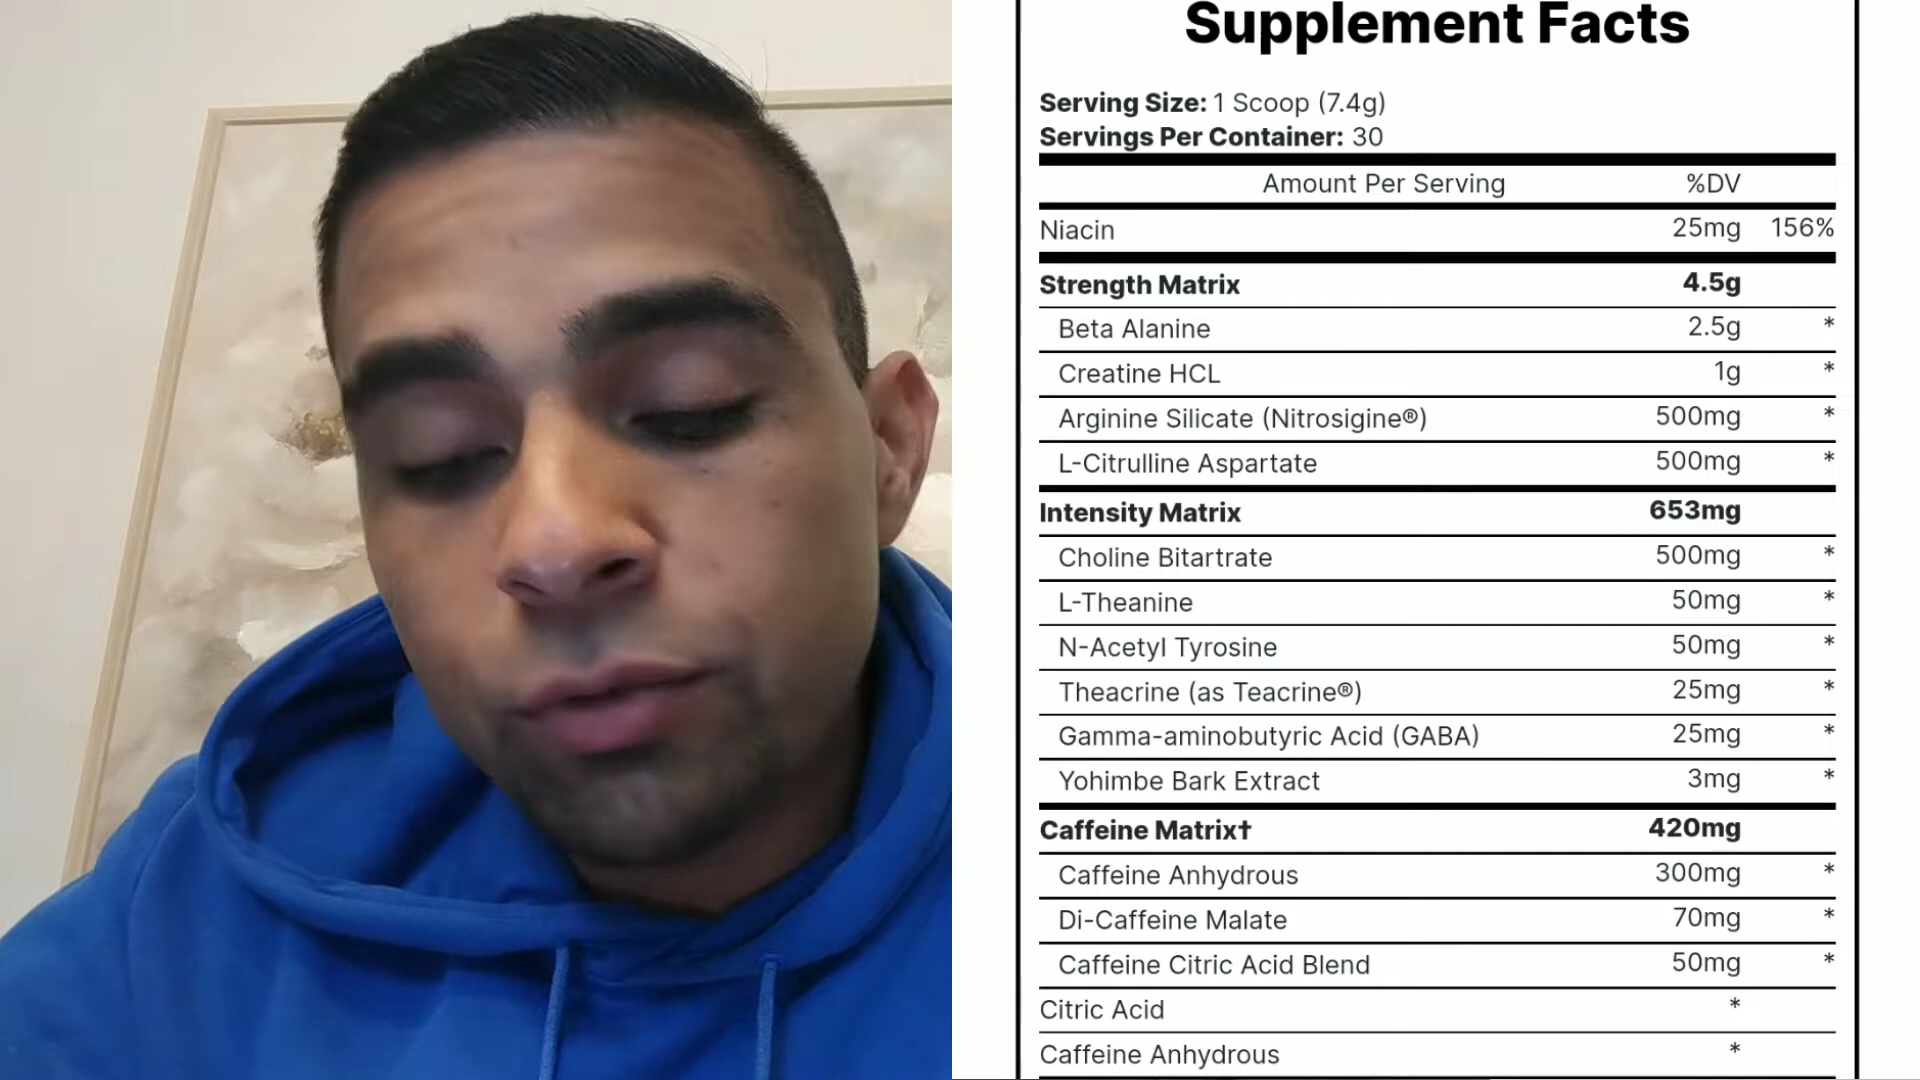 Supplement Facts
Serving Size: 1 Scoop (7.4g)
Servings Per Container: 30
Amount Per Serving %DV
Niacin 25mg 156%
Strength Matrix 4.5g
Beta Alanine 2.5g *
Creatine HCL 1g *
Arginine Silicate (Nitrosigine®) 500mg *
L-Citrulline Aspartate 500mg *
Intensity Matrix 653mg
Choline Bitartrate 500mg *
L-Theanine 50mg *
N-Acetyl Tyrosine 50mg *
Theacrine (as Teacrine®) 25mg *
Gamma-aminobutyric Acid (GABA) 25mg *
Yohimbe Bark Extract 3mg *
Caffeine Matrix† 420mg
Caffeine Anhydrous 300mg *
Di-Caffeine Malate 70mg *
Caffeine Citric Acid Blend 50mg *
Citric Acid *
Caffeine Anhydrous *